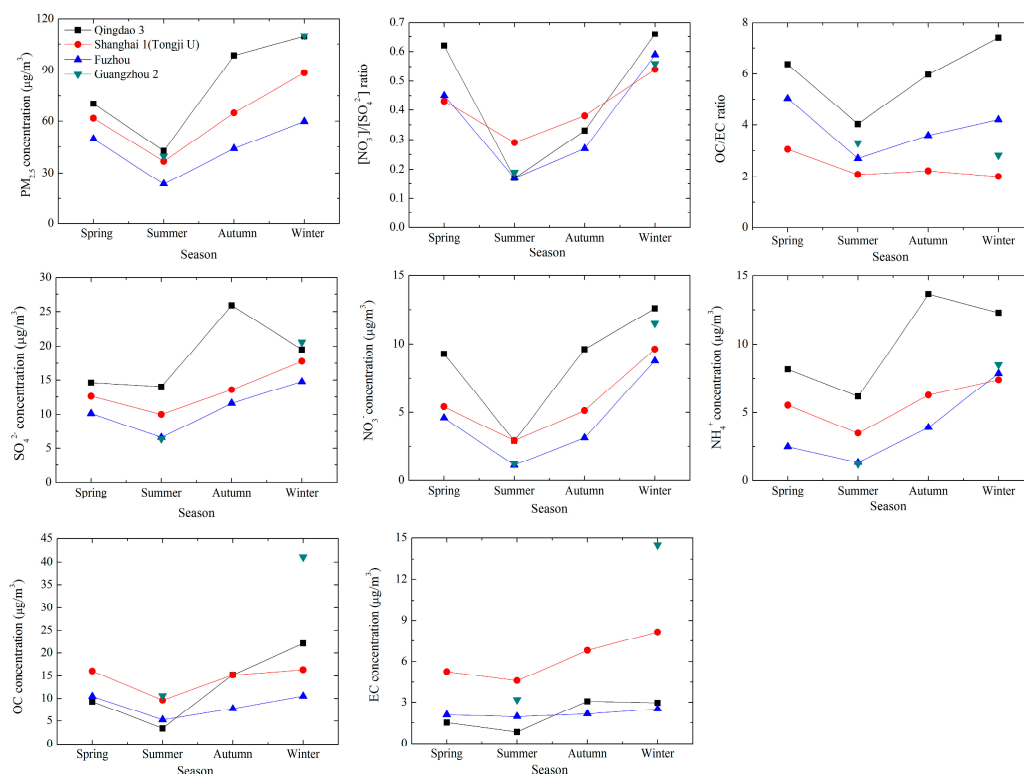 Qingdao 3
Shanghai 1(Tongji U)
Fuzhou
Guangzhou 2
PM2.5 concentration (μg/m³)
120
90
60
30
0
Spring Summer Autumn Winter
Season
[NO3-]/[SO42-] ratio
0.7
0.6
0.5
0.4
0.3
0.2
0.1
0.0
Spring Summer Autumn Winter
Season
OC/EC ratio
8
6
4
2
0
Spring Summer Autumn Winter
Season
SO42- concentration (μg/m³)
30
25
20
15
10
5
0
Spring Summer Autumn Winter
Season
NO3- concentration (μg/m³)
15
10
5
0
Spring Summer Autumn Winter
Season
NH4+ concentration (μg/m³)
15
10
5
0
Spring Summer Autumn Winter
Season
OC concentration (μg/m³)
45
40
35
30
25
20
15
10
5
0
Spring Summer Autumn Winter
Season
EC concentration (μg/m³)
15
12
9
6
3
0
Spring Summer Autumn Winter
Season